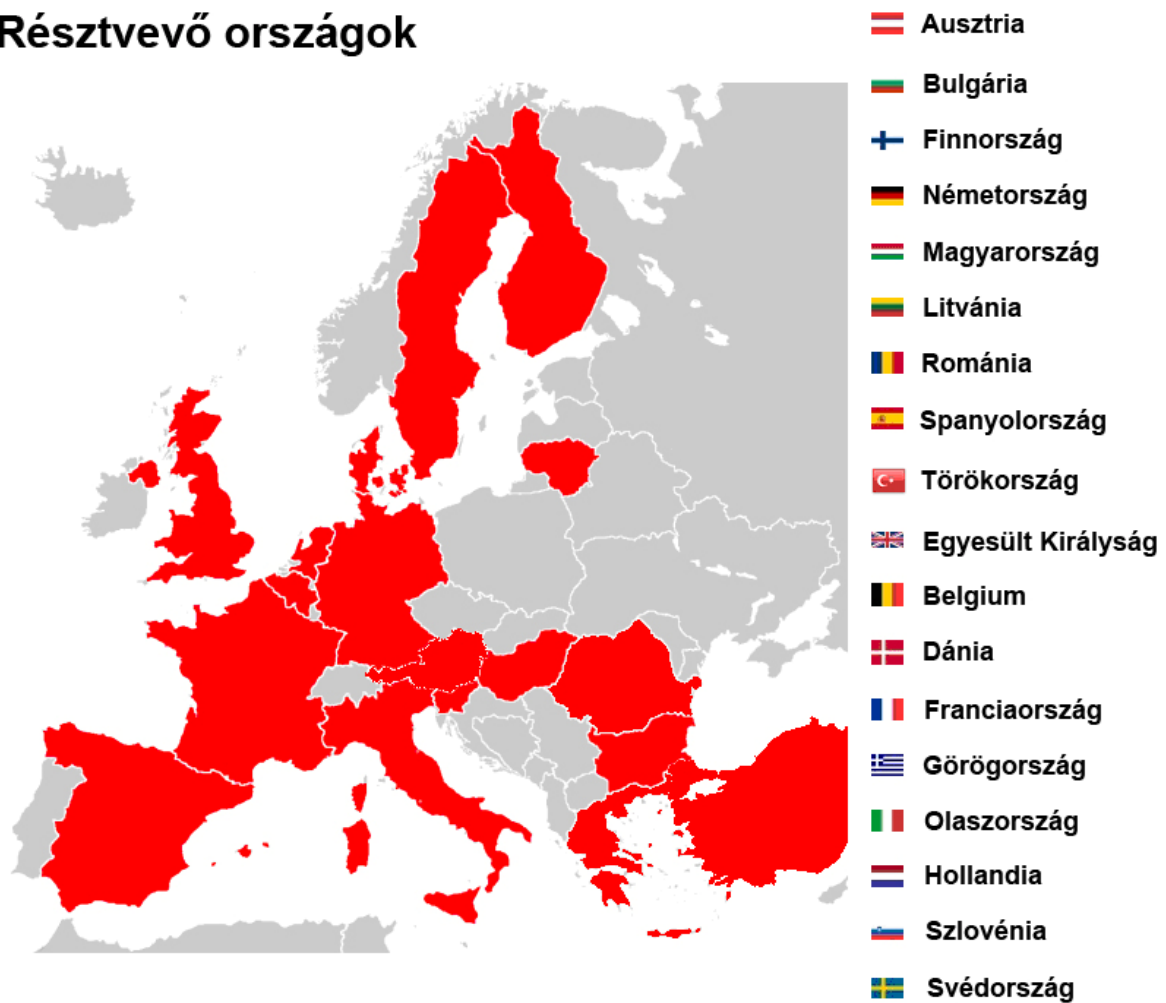 Résztvevő országok
Ausztria
Bulgária
Finnország
Németország
Magyarország
Litvánia
Románia
Spanyolország
Törökország
Egyesült Királyság
Belgium
Dánia
Franciaország
Görögország
Olaszország
Hollandia
Szlovénia
Svédország